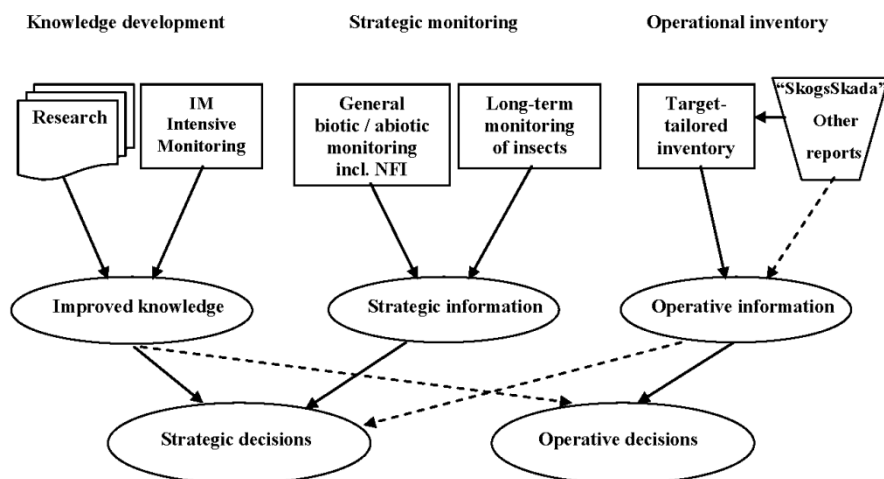 Knowledge development
Strategic monitoring
Operational inventory
Research
IM
Intensive
Monitoring
General
biotic / abiotic
monitoring
incl. NFI
Long-term
monitoring
of insects
Target-
tailored
inventory
“SkogsSkada”
Other
reports
Improved knowledge
Strategic information
Operative information
Strategic decisions
Operative decisions